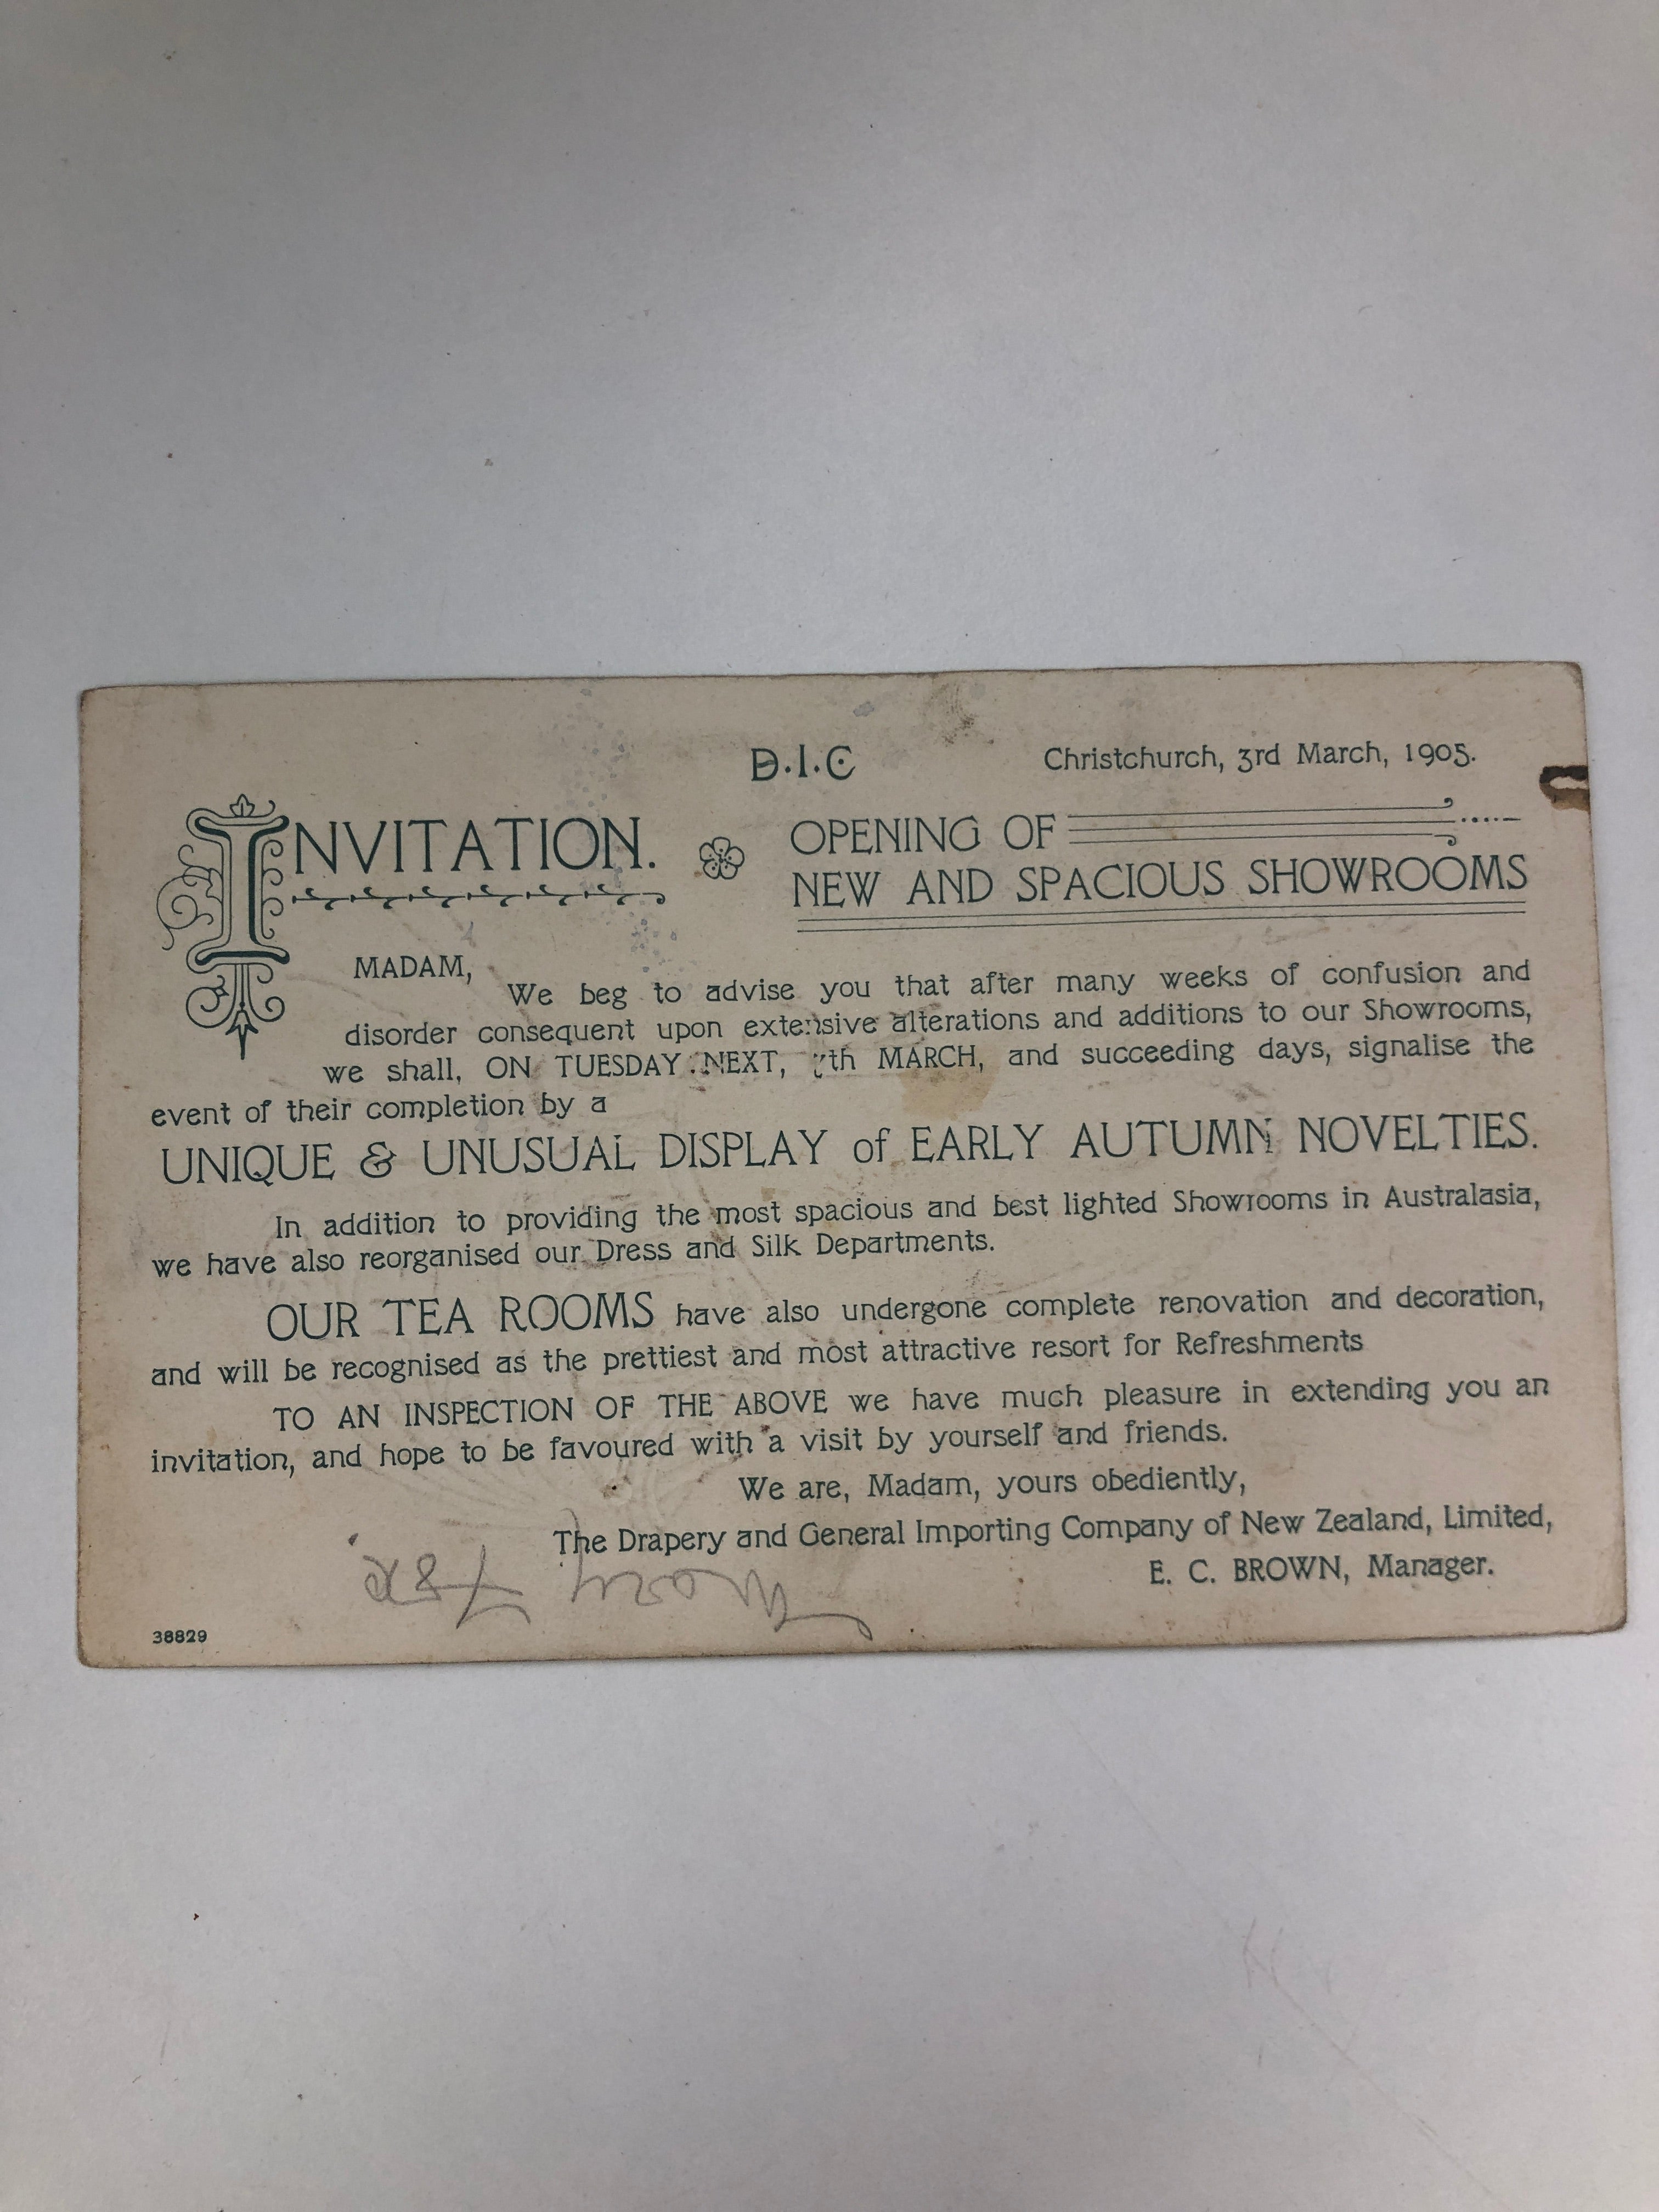 D.I.C
Christchurch, 3rd March, 1905.
INVITATION.
OPENING OF
NEW AND SPACIOUS SHOWROOMS
MADAM,
We beg to advise you that after many weeks of confusion and
disorder consequent upon extensive alterations and additions to our Showrooms,
we shall, ON TUESDAY NEXT, 7th MARCH, and succeeding days, signalise the
event of their completion by a
UNIQUE & UNUSUAL DISPLAY of EARLY AUTUMN NOVELTIES.
In addition to providing the most spacious and best lighted Showrooms in Australasia,
we have also reorganised our Dress and Silk Departments.
OUR TEA ROOMS have also undergone complete renovation and decoration,
and will be recognised as the prettiest and most attractive resort for Refreshments
TO AN INSPECTION OF THE ABOVE we have much pleasure in extending you an
invitation, and hope to be favoured with a visit by yourself and friends.
We are, Madam, yours obediently,
The Drapery and General Importing Company of New Zealand, Limited,
E. C. BROWN, Manager.
38829